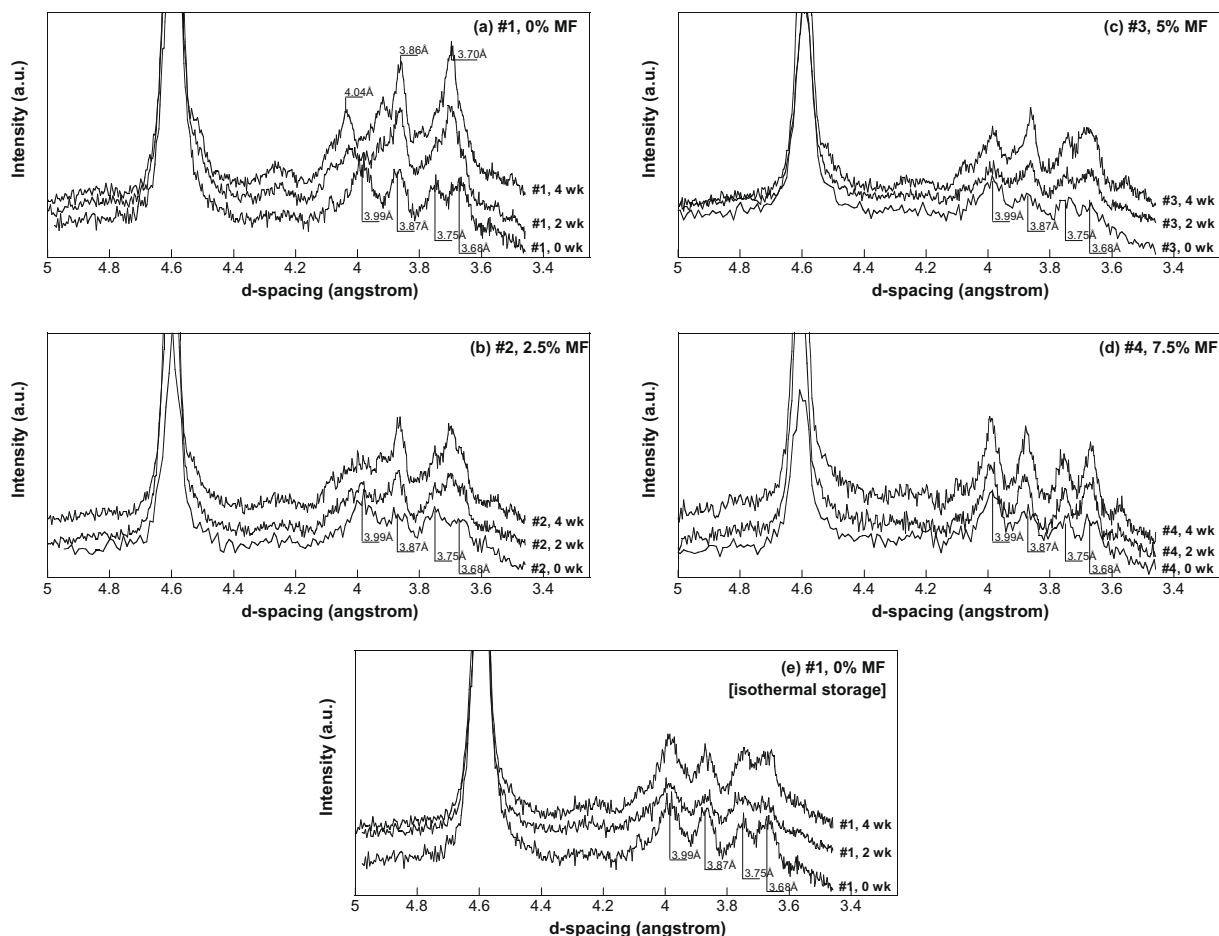 (a) #1, 0% MF
Intensity (a.u.)
3.86Å
3.70Å
4.04Å
#1, 4 wk
#1, 2 wk
#1, 0 wk
3.99Å
3.87Å
3.75Å
3.68Å
5 4.8 4.6 4.4 4.2 4 3.8 3.6 3.4
d-spacing (angstrom)
(c) #3, 5% MF
Intensity (a.u.)
#3, 4 wk
#3, 2 wk
#3, 0 wk
3.99Å
3.87Å
3.75Å
3.68Å
5 4.8 4.6 4.4 4.2 4 3.8 3.6 3.4
d-spacing (angstrom)
(b) #2, 2.5% MF
Intensity (a.u.)
#2, 4 wk
#2, 2 wk
#2, 0 wk
3.99Å
3.87Å
3.75Å
3.68Å
5 4.8 4.6 4.4 4.2 4 3.8 3.6 3.4
d-spacing (angstrom)
(d) #4, 7.5% MF
Intensity (a.u.)
#4, 4 wk
#4, 2 wk
#4, 0 wk
3.99Å
3.87Å
3.75Å
3.68Å
5 4.8 4.6 4.4 4.2 4 3.8 3.6 3.4
d-spacing (angstrom)
(e) #1, 0% MF
[isothermal storage]
Intensity (a.u.)
#1, 4 wk
#1, 2 wk
#1, 0 wk
3.99Å
3.87Å
3.75Å
3.68Å
5 4.8 4.6 4.4 4.2 4 3.8 3.6 3.4
d-spacing (angstrom)